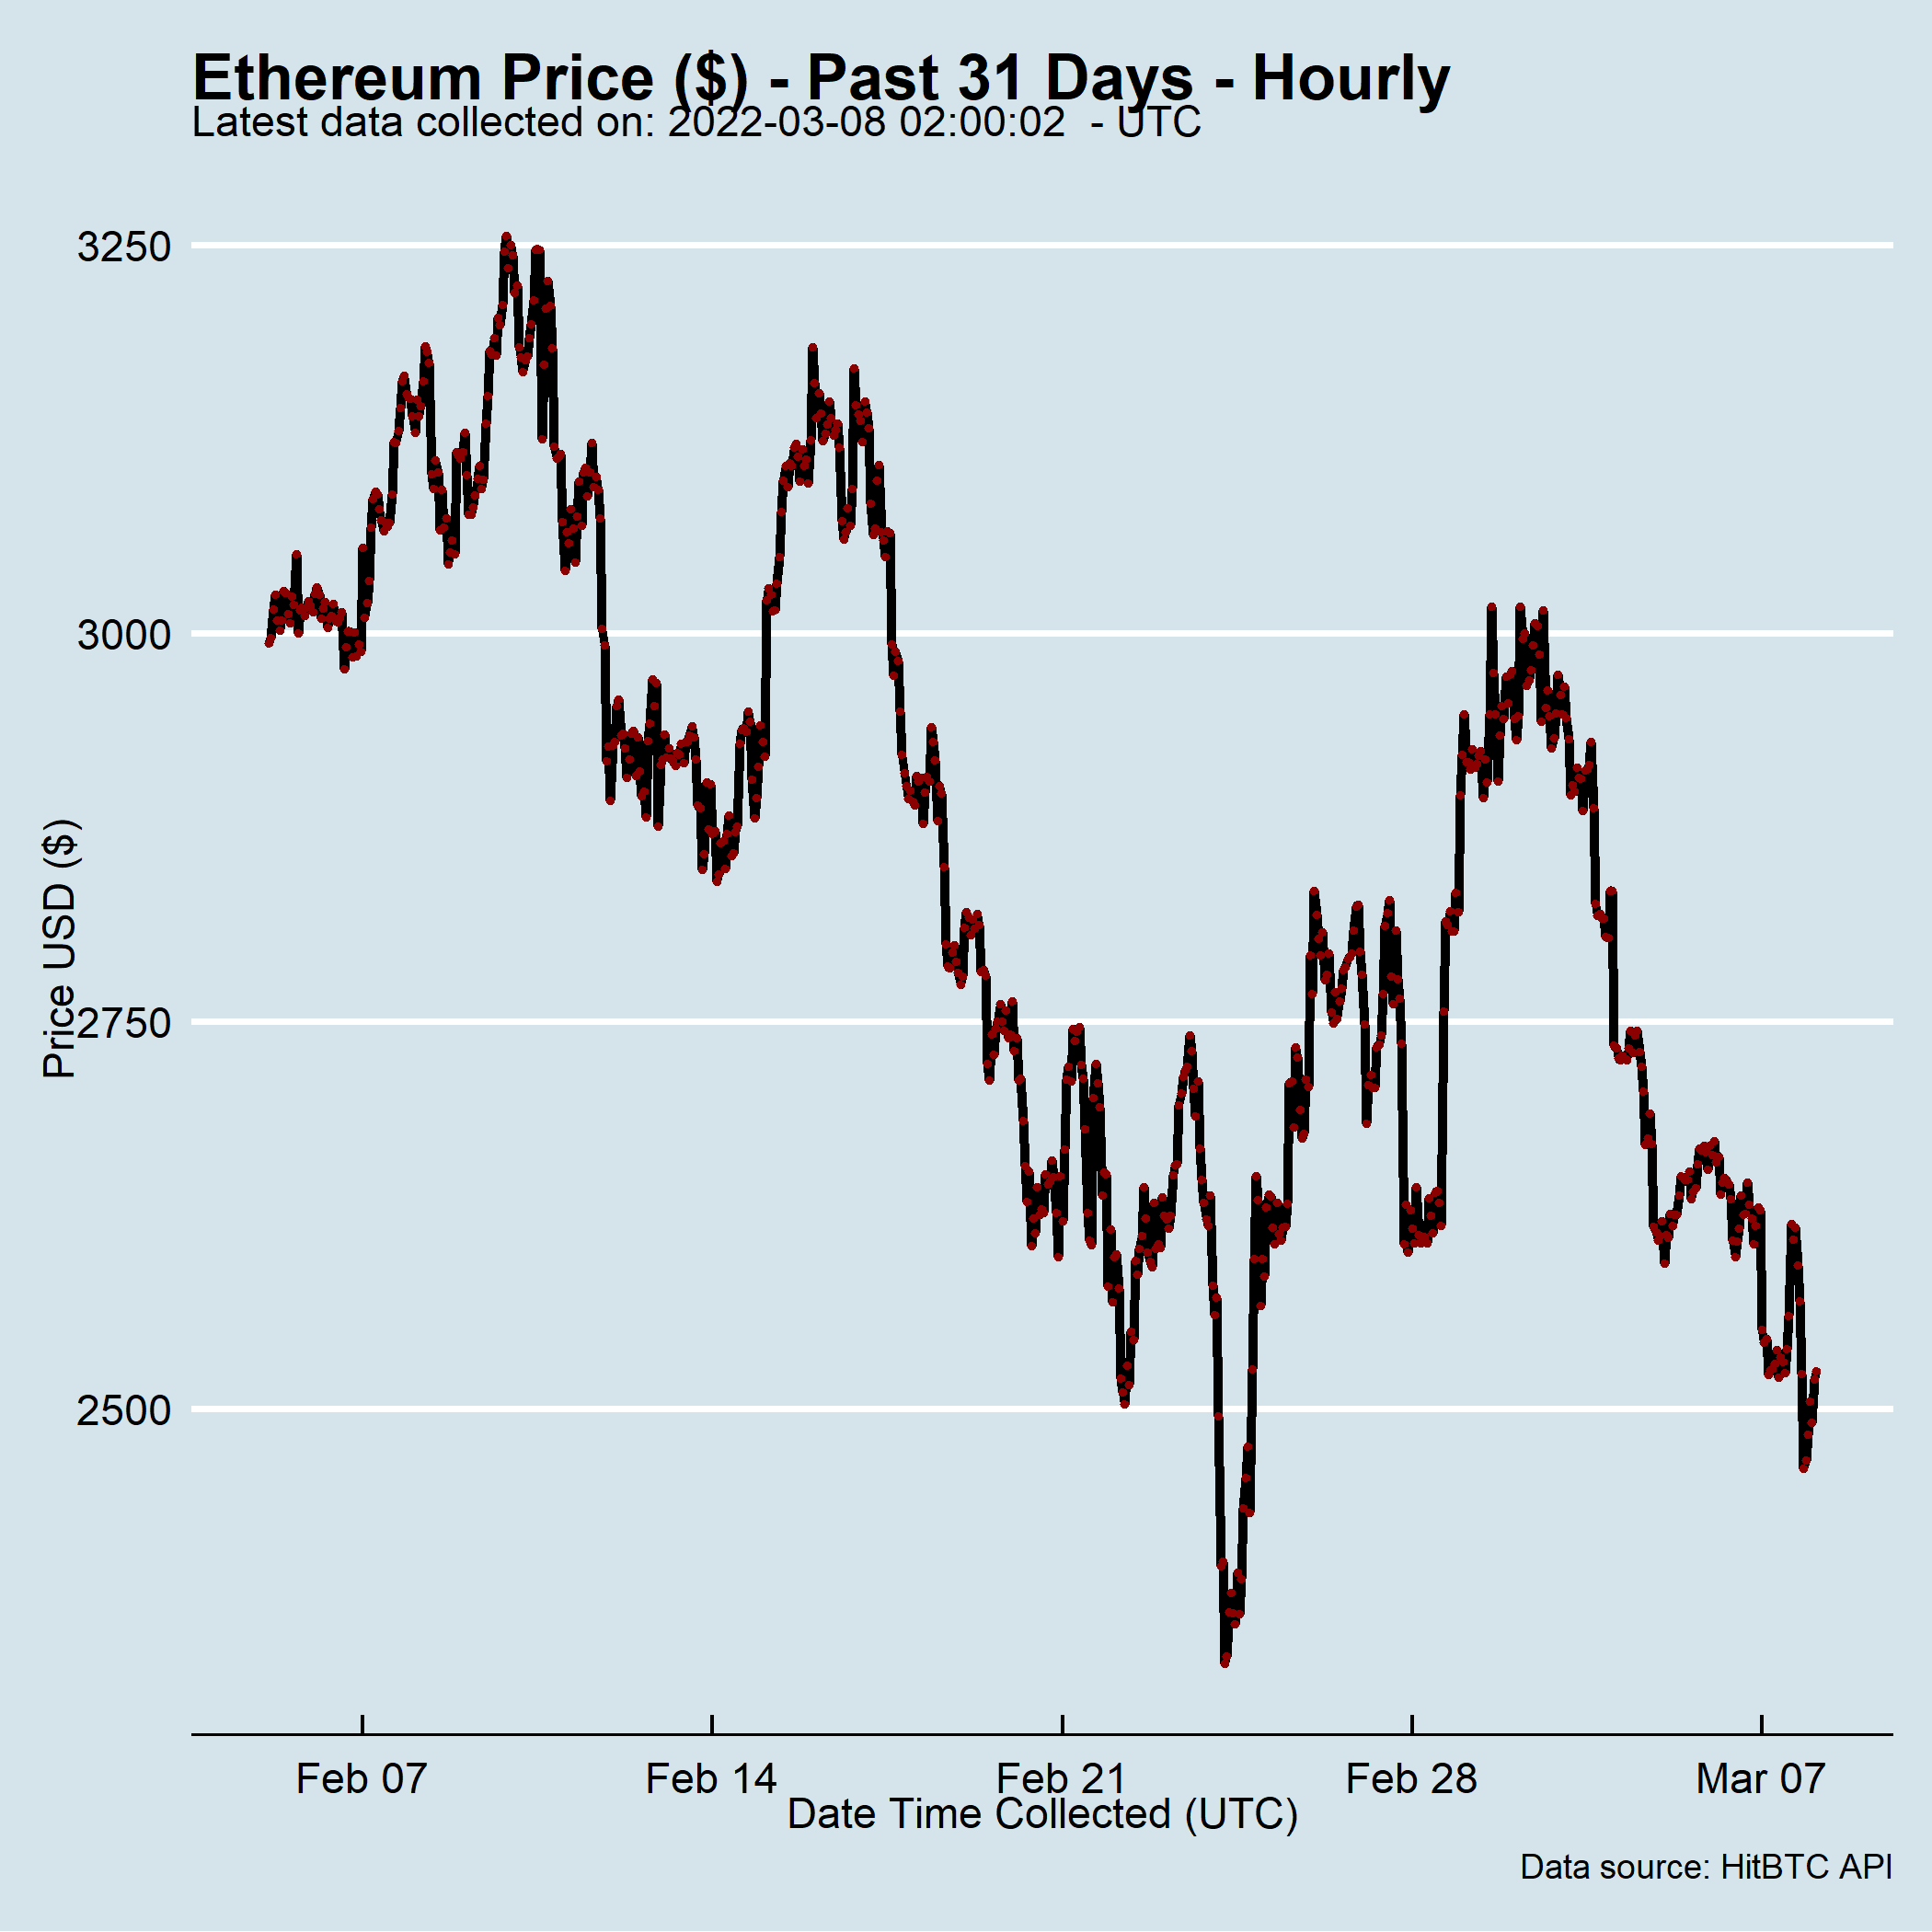 Ethereum Price ($) - Past 31 Days - Hourly
Latest data collected on: 2022-03-08 02:00:02  - UTC
3250
3000
2750
2500
Price USD ($)
Feb 07
Feb 14
Feb 21
Feb 28
Mar 07
Date Time Collected (UTC)
Data source: HitBTC API